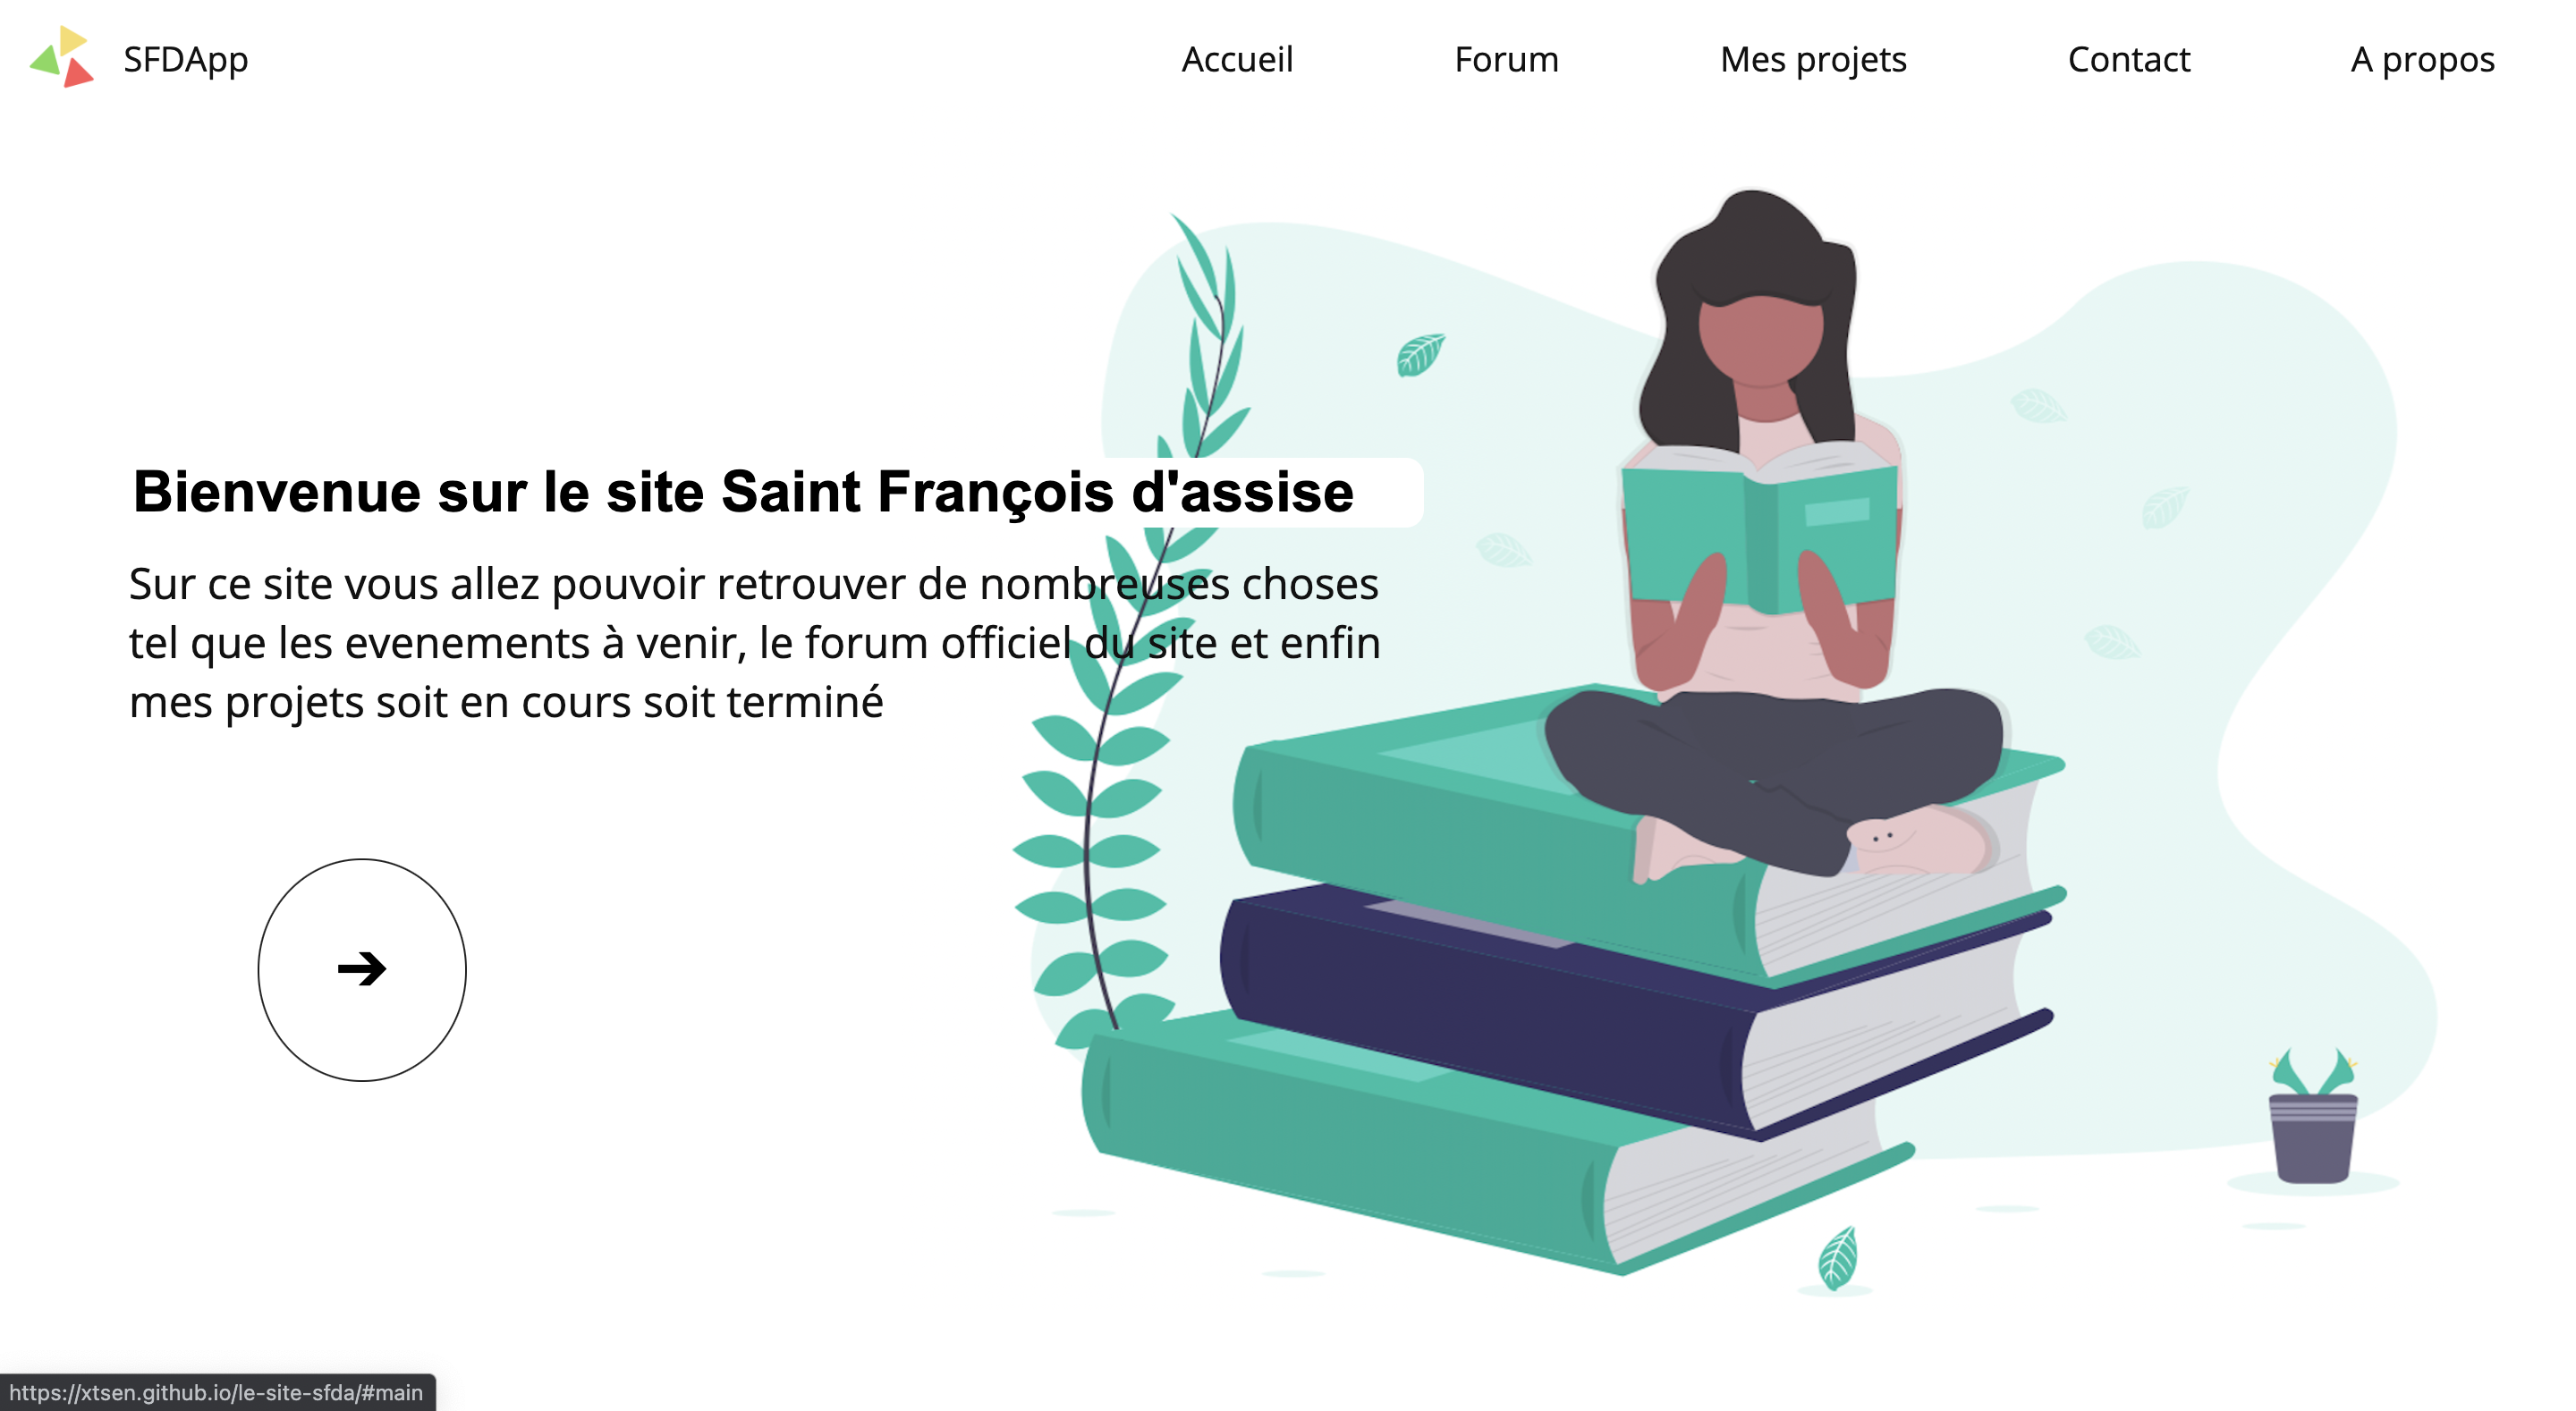 SFDApp
Accueil
Forum
Mes projets
Contact
A propos
Bienvenue sur le site Saint François d'assise
Sur ce site vous allez pouvoir retrouver de nombreuses choses
tel que les evenements à venir, le forum officiel du site et enfin
mes projets soit en cours soit terminé
https://xtsen.github.io/le-site-sfda/#main